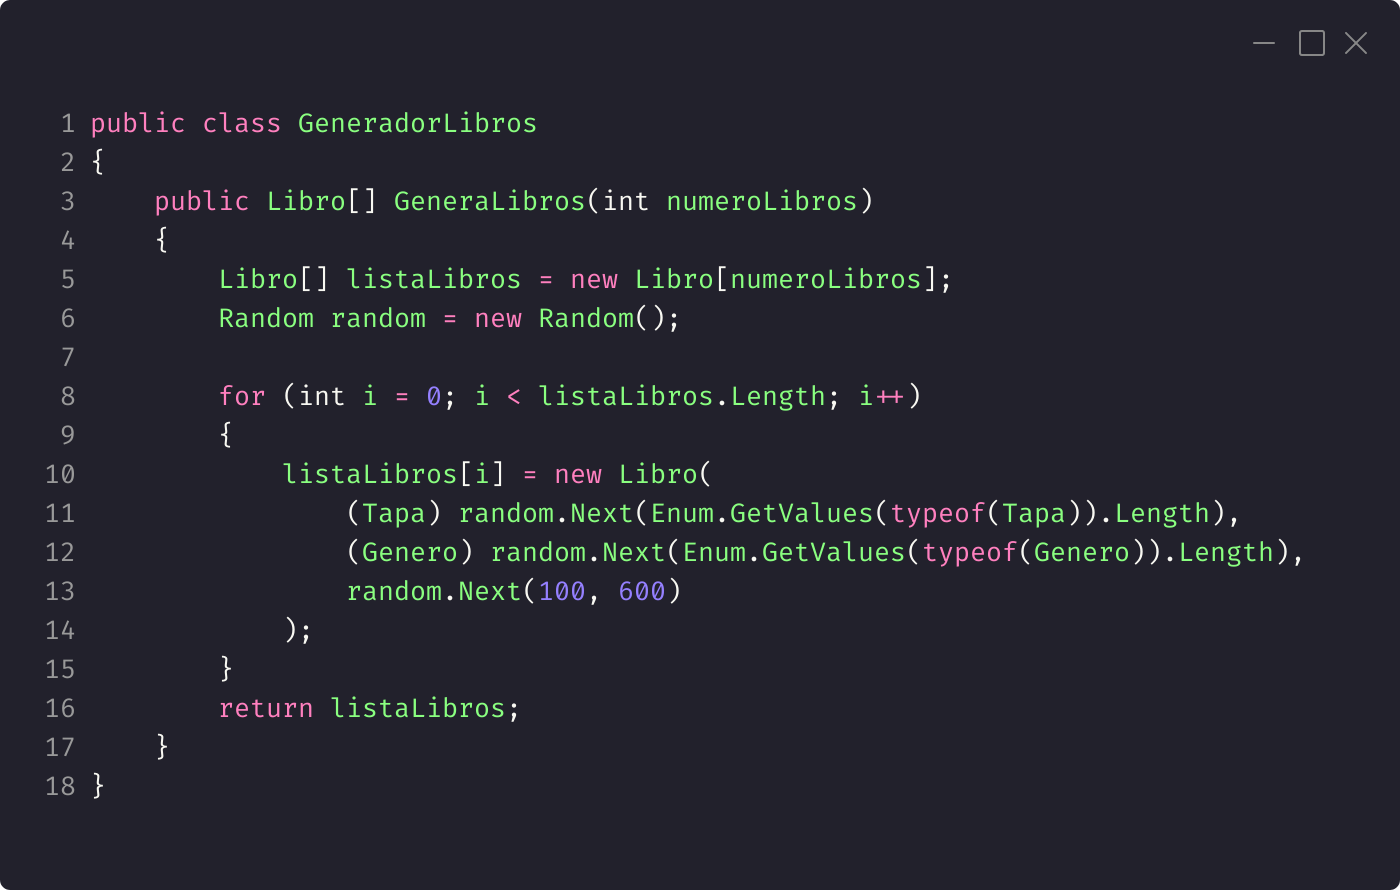 1 public class GeneradorLibros
2 {
3     public Libro[] GeneraLibros(int numeroLibros)
4     {
5         Libro[] listaLibros = new Libro[numeroLibros];
6         Random random = new Random();
7
8         for (int i = 0; i < listaLibros.Length; i++)
9         {
10             listaLibros[i] = new Libro(
11                 (Tapa) random.Next(Enum.GetValues(typeof(Tapa)).Length),
12                 (Genero) random.Next(Enum.GetValues(typeof(Genero)).Length),
13                 random.Next(100, 600)
14             );
15         }
16         return listaLibros;
17     }
18 }